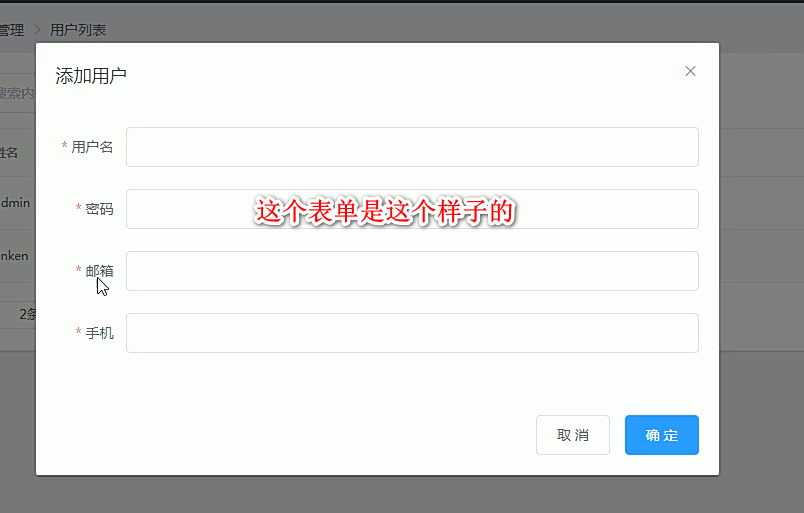 管理 > 用户列表
添加用户
搜索内
* 用户名
姓名
* 密码
这个表单是这个样子的
dmin
nken
* 邮箱
2条
* 手机
取消
确定